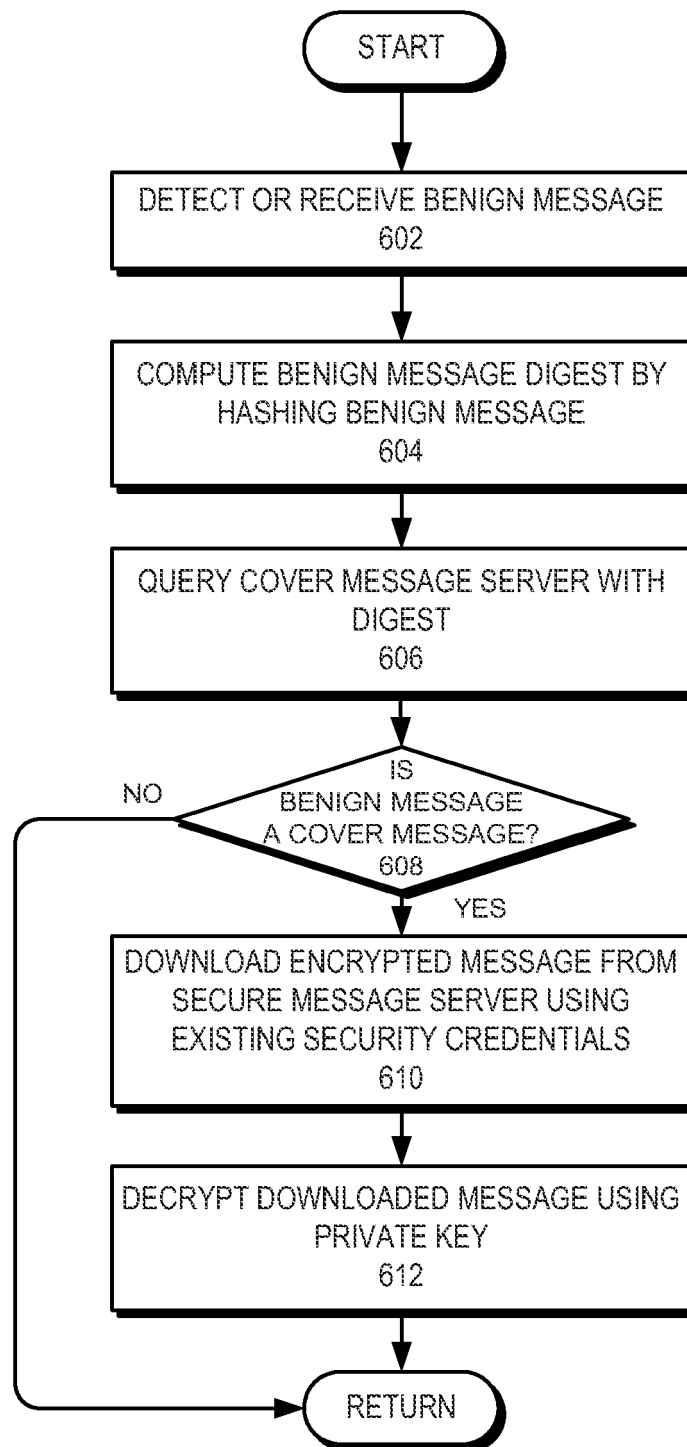 START
DETECT OR RECEIVE BENIGN MESSAGE
602
COMPUTE BENIGN MESSAGE DIGEST BY
HASHING BENIGN MESSAGE
604
QUERY COVER MESSAGE SERVER WITH
DIGEST
606
IS
BENIGN MESSAGE
A COVER MESSAGE?
608
NO
YES
DOWNLOAD ENCRYPTED MESSAGE FROM
SECURE MESSAGE SERVER USING
EXISTING SECURITY CREDENTIALS
610
DECRYPT DOWNLOADED MESSAGE USING
PRIVATE KEY
612
RETURN